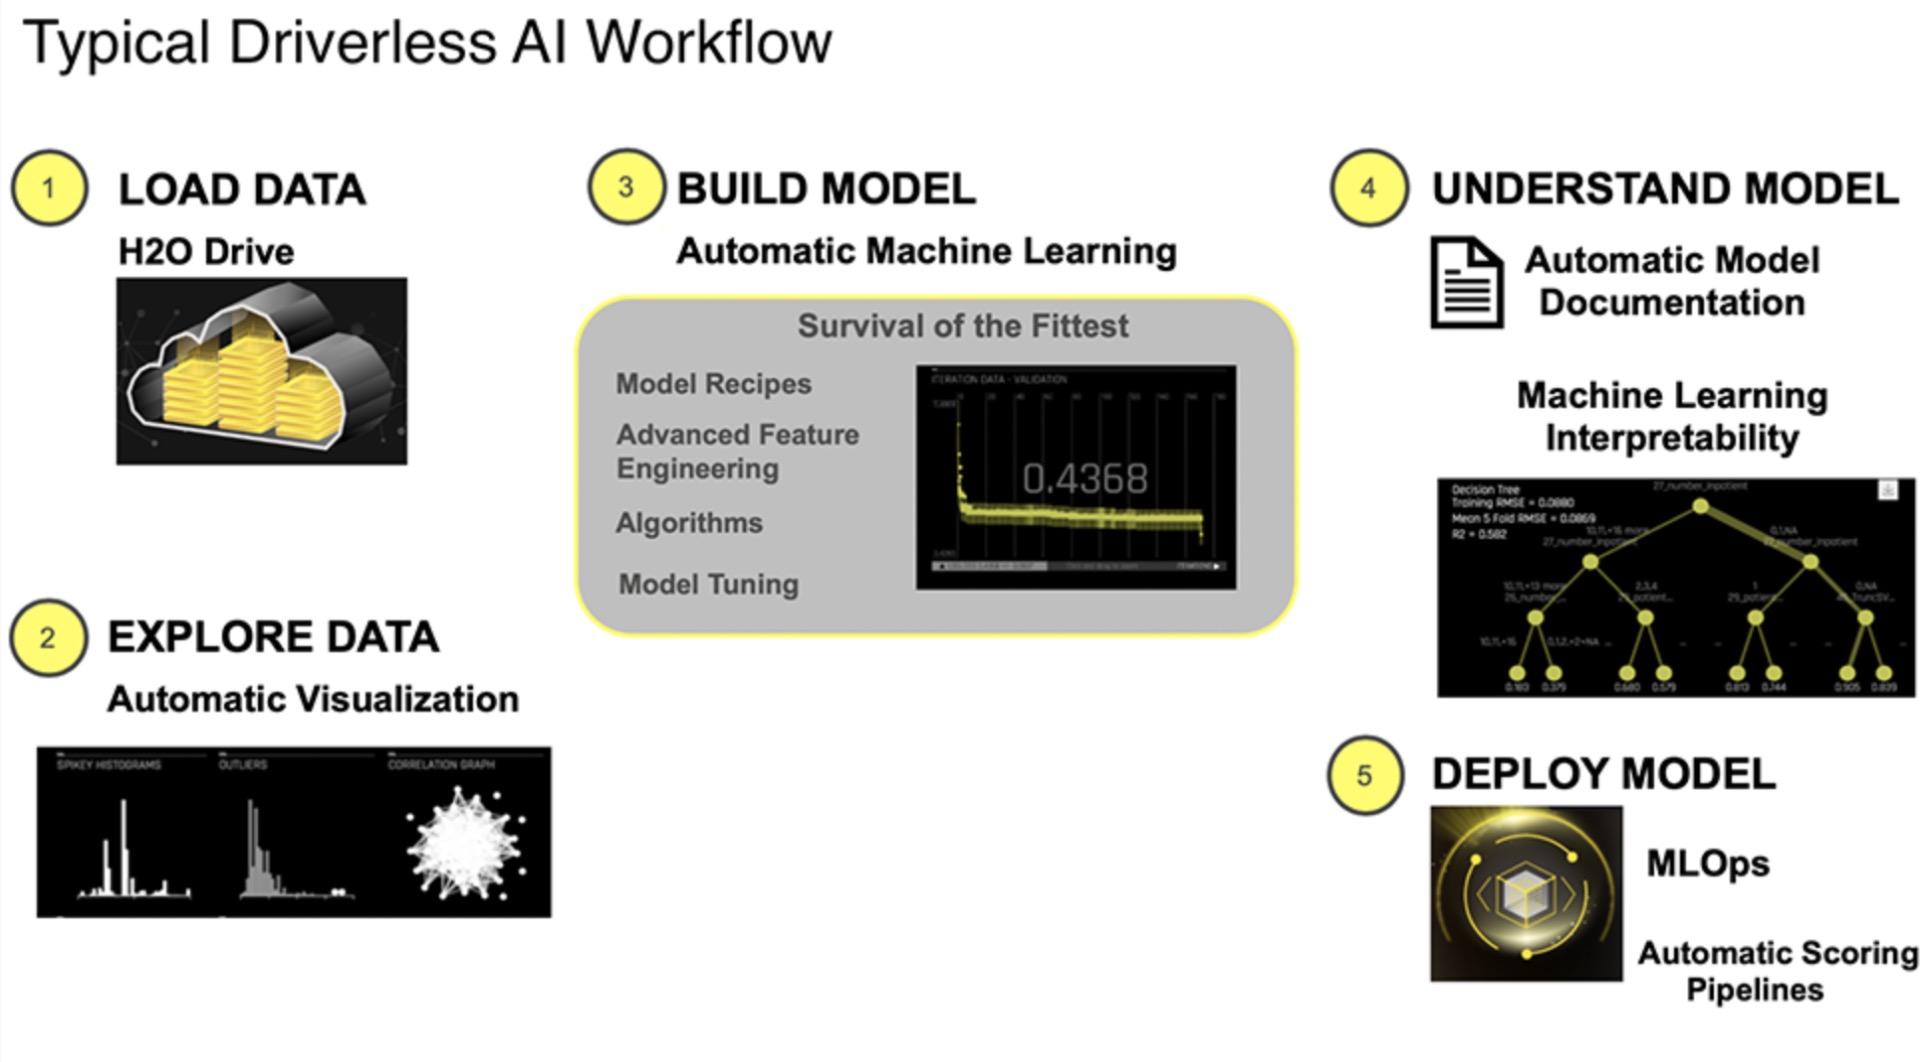 Typical Driverless AI Workflow
1
LOAD DATA
H2O Drive
2
EXPLORE DATA
Automatic Visualization
SPIKEY HISTOGRAMS
OUTLIERS
CORRELATION GRAPH
3
BUILD MODEL
Automatic Machine Learning
Survival of the Fittest
Model Recipes
Advanced Feature
Engineering
Algorithms
Model Tuning
ITERATION DATA - VALIDATION
0.4368
4
UNDERSTAND MODEL
Automatic Model
Documentation
Machine Learning
Interpretability
Decision Tree
Training RMSE = 0.0880
Mean 5 Fold RMSE = 0.0869
R2 = 0.582
27_number_inpatient
5
DEPLOY MODEL
MLOps
Automatic Scoring
Pipelines